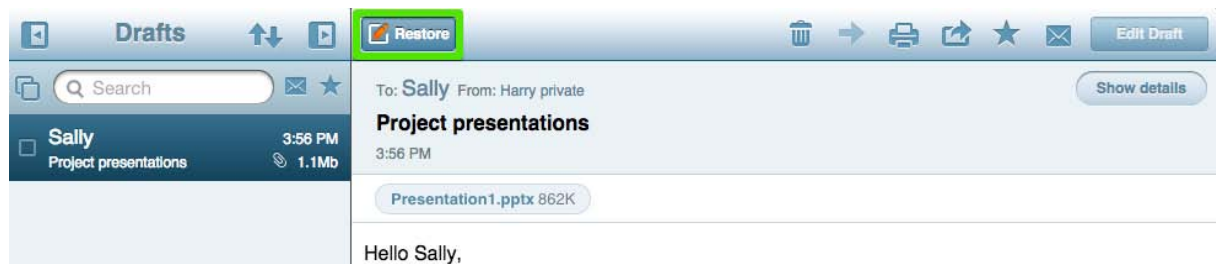 Drafts
Restore
Edit Draft
Search
To: Sally From: Harry private
Show details
Project presentations
3:56 PM
Sally 3:56 PM
Project presentations 1.1Mb
Presentation1.pptx 862K
Hello Sally,